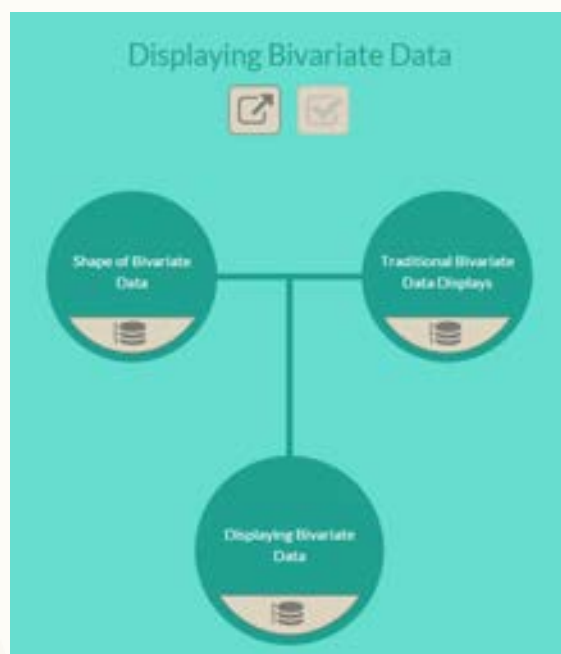 Displaying Bivariate Data
Shape of Bivariate
Data
Traditional Bivariate
Data Displays
Displaying Bivariate
Data